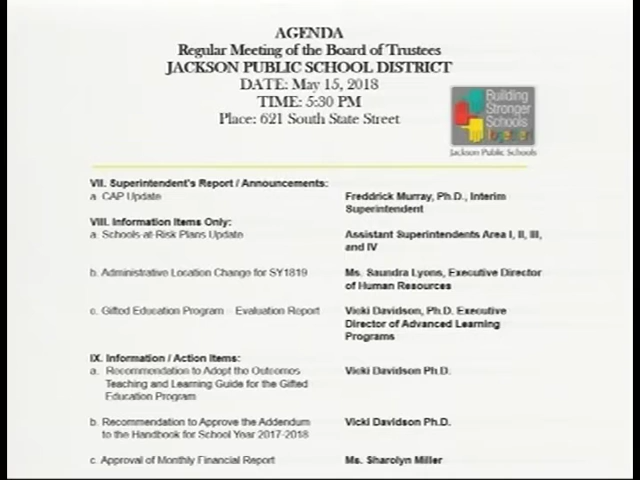 AGENDA
Regular Meeting of the Board of Trustees
JACKSON PUBLIC SCHOOL DISTRICT
DATE: May 15, 2018
TIME: 5:30 PM
Place: 621 South State Street
Building
Stronger
Schools
Together
Jackson Public Schools
VII. Superintendent's Report / Announcements:
a CAP Update
Freddrick Murray, Ph.D., Interim
Superintendent
VIII. Information Items Only:
a. Schools at-Risk Plans Update
Assistant Superintendents Area I, II, III,
and IV
b. Administrative Location Change for SY1819
Ms. Saundra Lyons, Executive Director
of Human Resources
c. Gifted Education Program - Evaluation Report
Vicki Davidson, Ph.D. Executive
Director of Advanced Learning
Programs
IX. Information / Action Items:
a. Recommendation to Adopt the Outcomes
Teaching and Learning Guide for the Gifted
Education Program
Vicki Davidson Ph.D.
b. Recommendation to Approve the Addendum
to the Handbook for School Year 2017-2018
Vicki Davidson Ph.D.
c. Approval of Monthly Financial Report
Ms. Sharolyn Miller